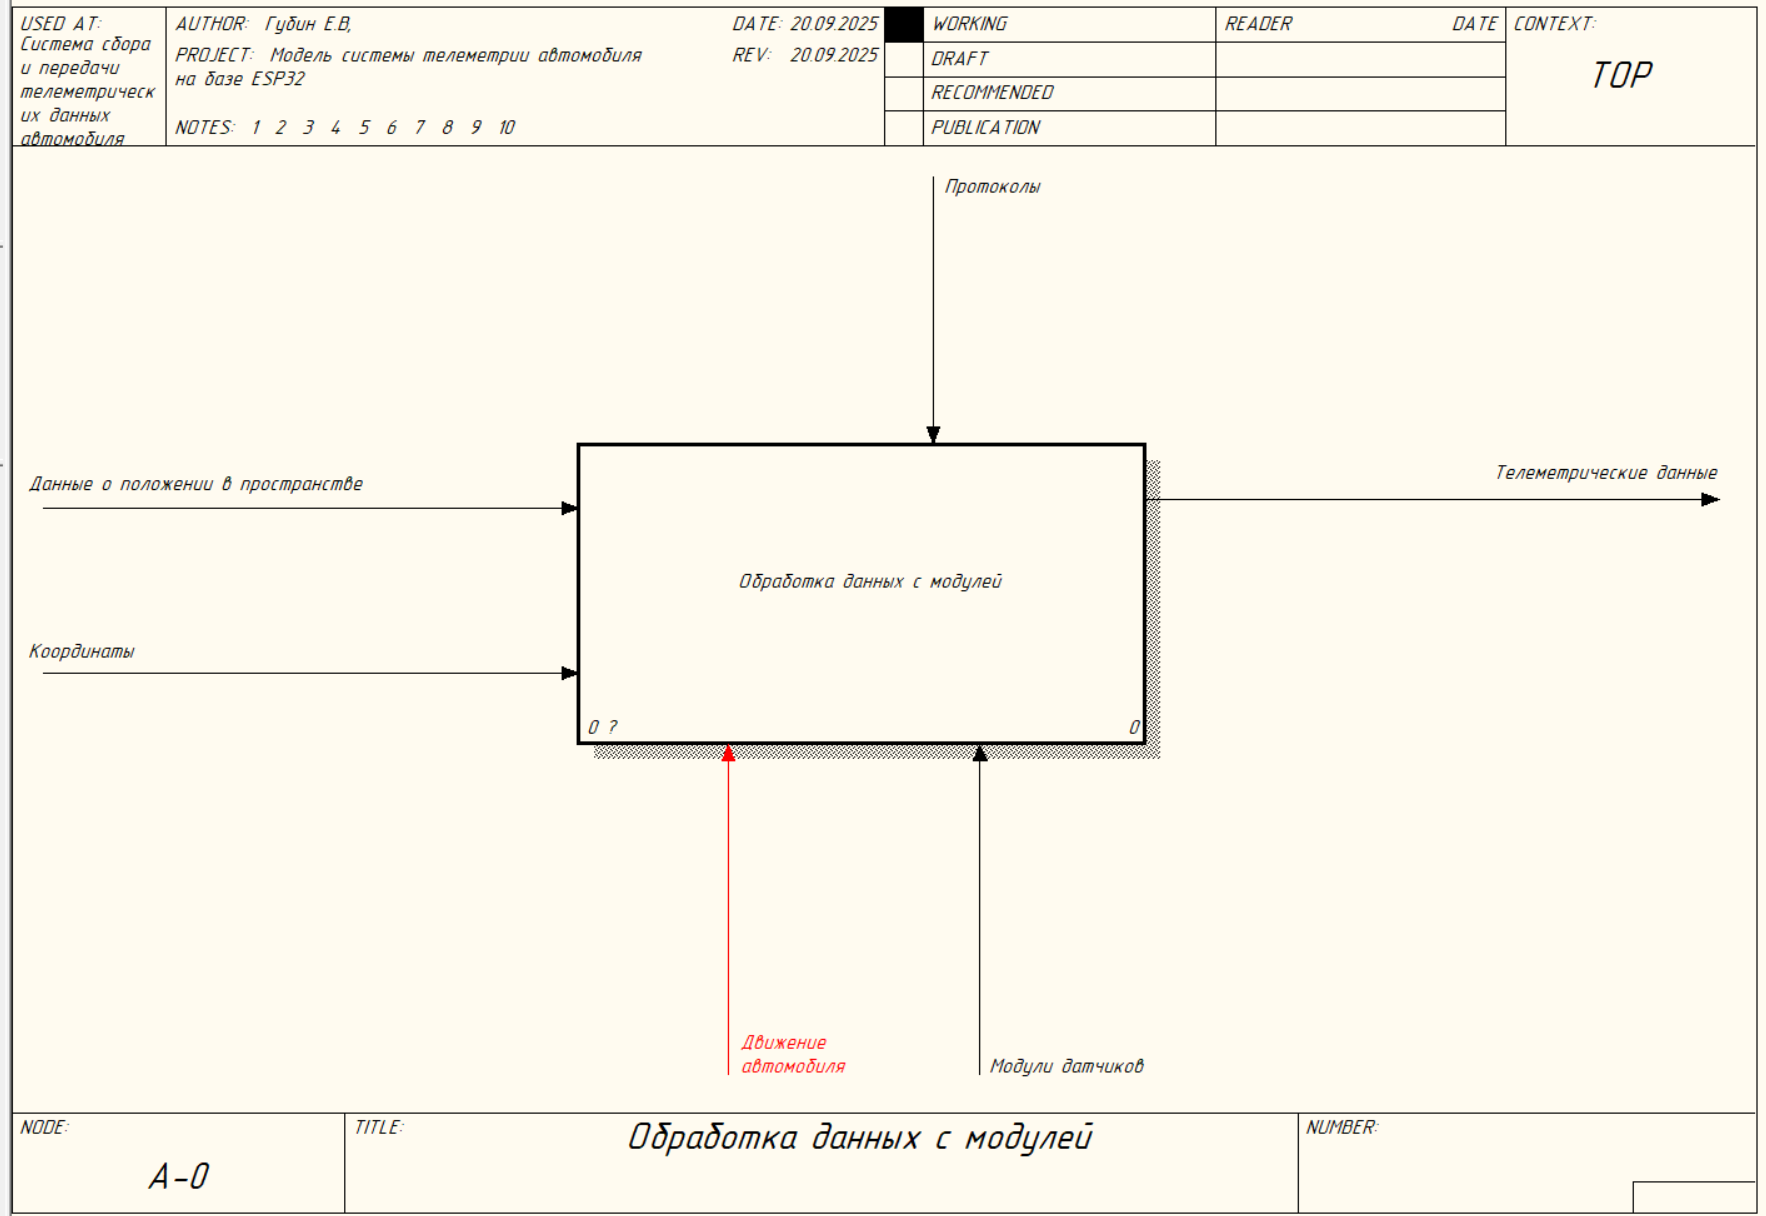 USED AT:
Система сбора
и передачи
телеметрическ
их данных
автомобиля
AUTHOR: Губин Е.В,
DATE: 20.09.2025
PROJECT: Модель системы телеметрии автомобиля
на базе ESP32
REV: 20.09.2025
NOTES: 1 2 3 4 5 6 7 8 9 10
WORKING
DRAFT
RECOMMENDED
PUBLICATION
READER DATE
CONTEXT:
TOP
Протоколы
Данные о положении в пространстве
Телеметрические данные
Обработка данных с модулей
Координаты
0 ?
0
Движение
автомобиля
Модули датчиков
NODE:
A-0
TITLE:
Обработка данных с модулей
NUMBER: